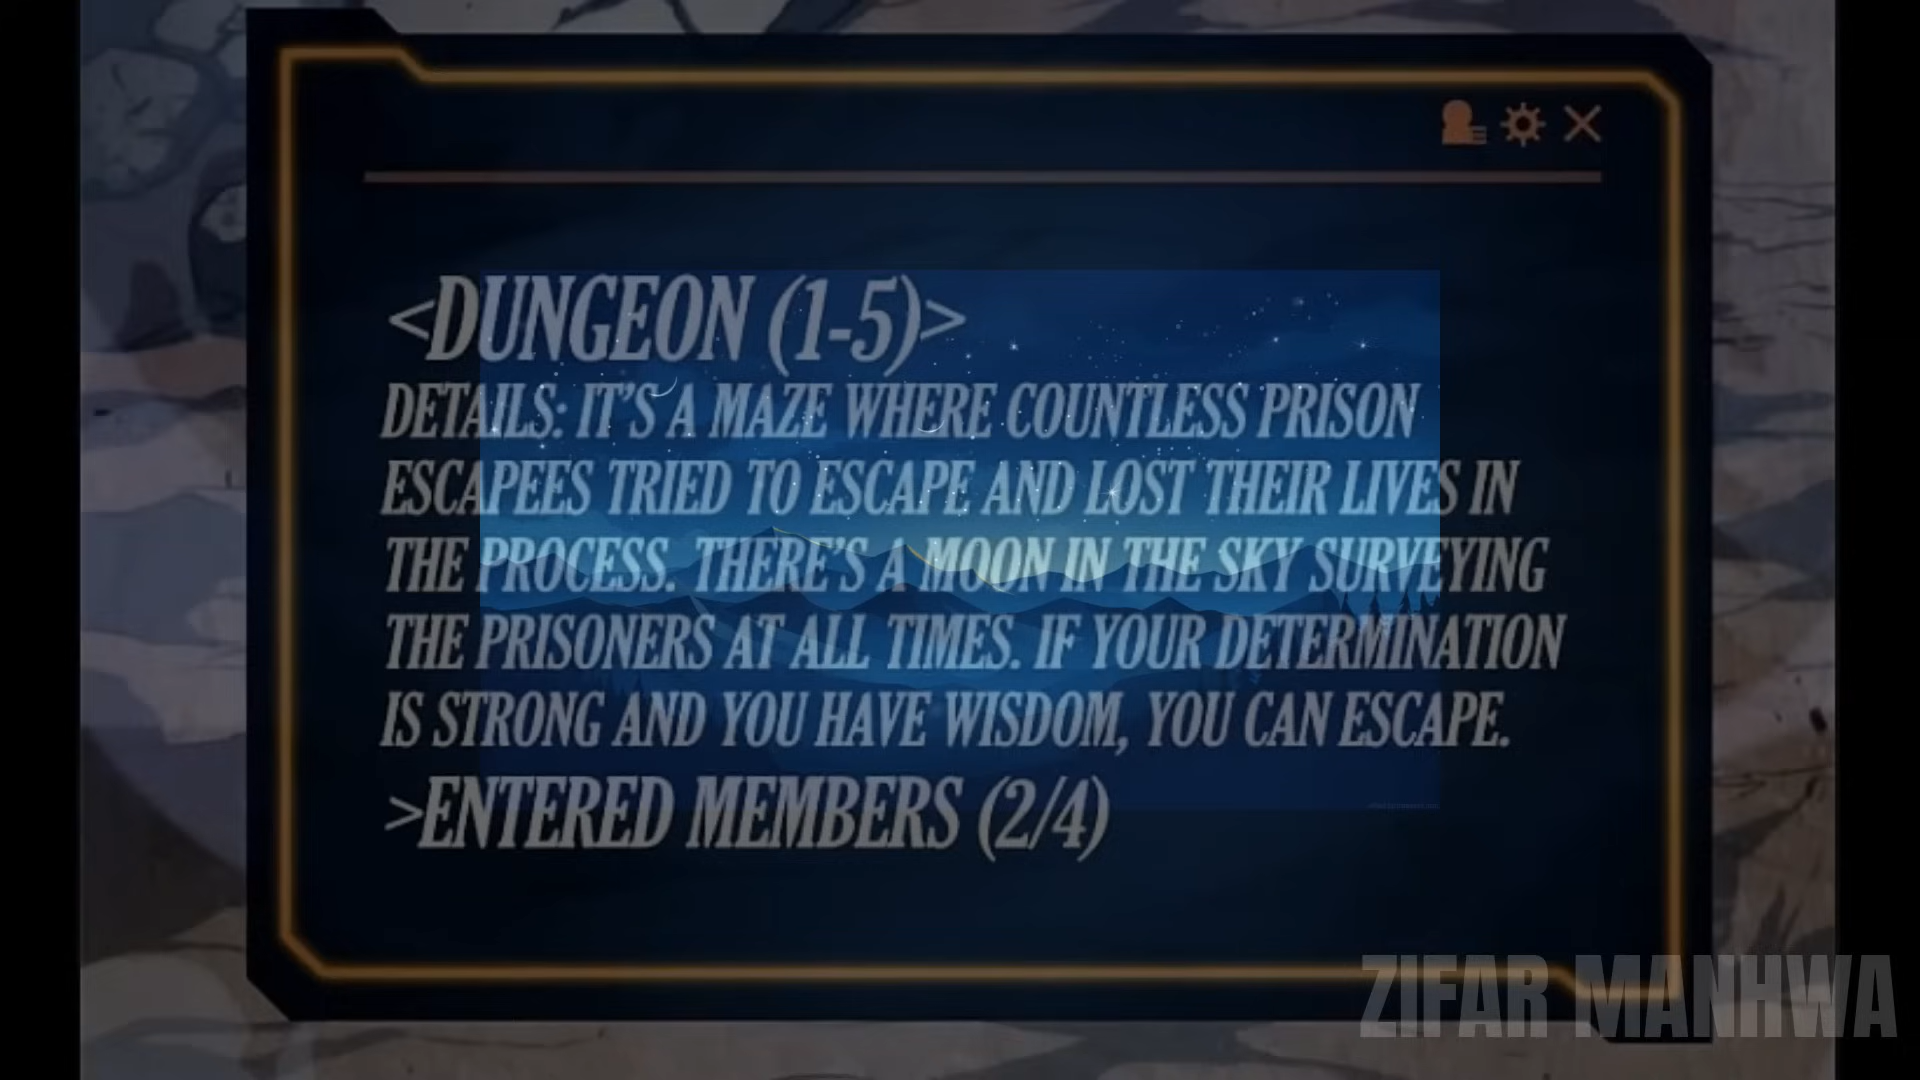 <DUNGEON (1-5)>
DETAILS: IT'S A MAZE WHERE COUNTLESS PRISON
ESCAPEES TRIED TO ESCAPE AND LOST THEIR LIVES IN
THE PROCESS. THERE'S A MOON IN THE SKY SURVEYING
THE PRISONERS AT ALL TIMES. IF YOUR DETERMINATION
IS STRONG AND YOU HAVE WISDOM, YOU CAN ESCAPE.
>ENTERED MEMBERS (2/4)
ZIFAR MANHWA